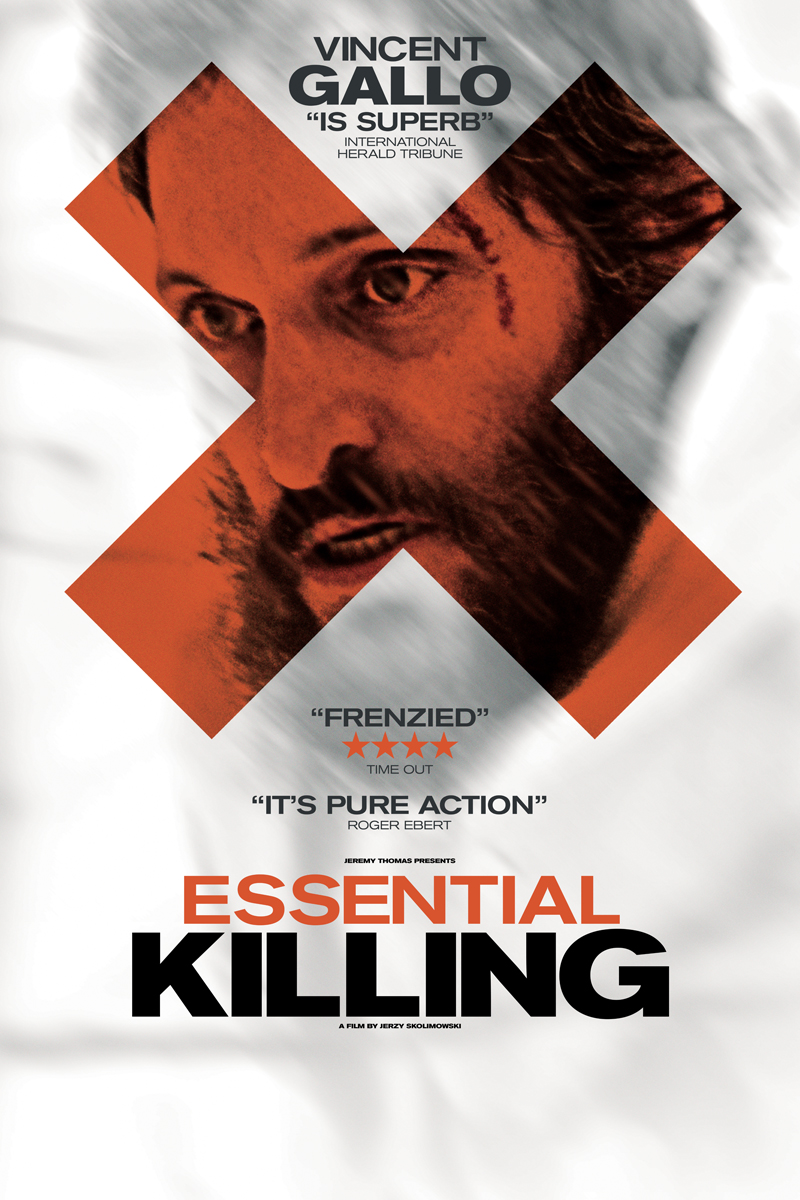 VINCENT
GALLO
“IS SUPERB”
INTERNATIONAL
HERALD TRIBUNE
“FRENZIED”
★★★★
TIME OUT
“IT’S PURE ACTION”
ROGER EBERT
JEREMY THOMAS PRESENTS
ESSENTIAL
KILLING
A FILM BY JERZY SKOLIMOWSKI